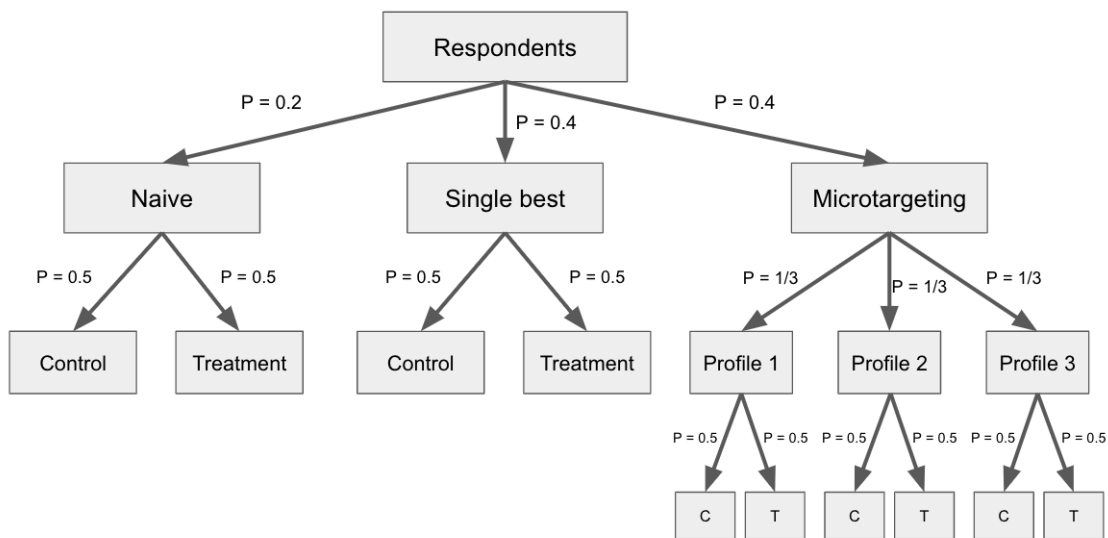 Respondents
P = 0.2
P = 0.4
P = 0.4
Naive
Single best
Microtargeting
P = 0.5
P = 0.5
P = 0.5
P = 0.5
P = 1/3
P = 1/3
P = 1/3
Control
Treatment
Control
Treatment
Profile 1
Profile 2
Profile 3
P = 0.5
P = 0.5
P = 0.5
P = 0.5
P = 0.5
P = 0.5
C
T
C
T
C
T